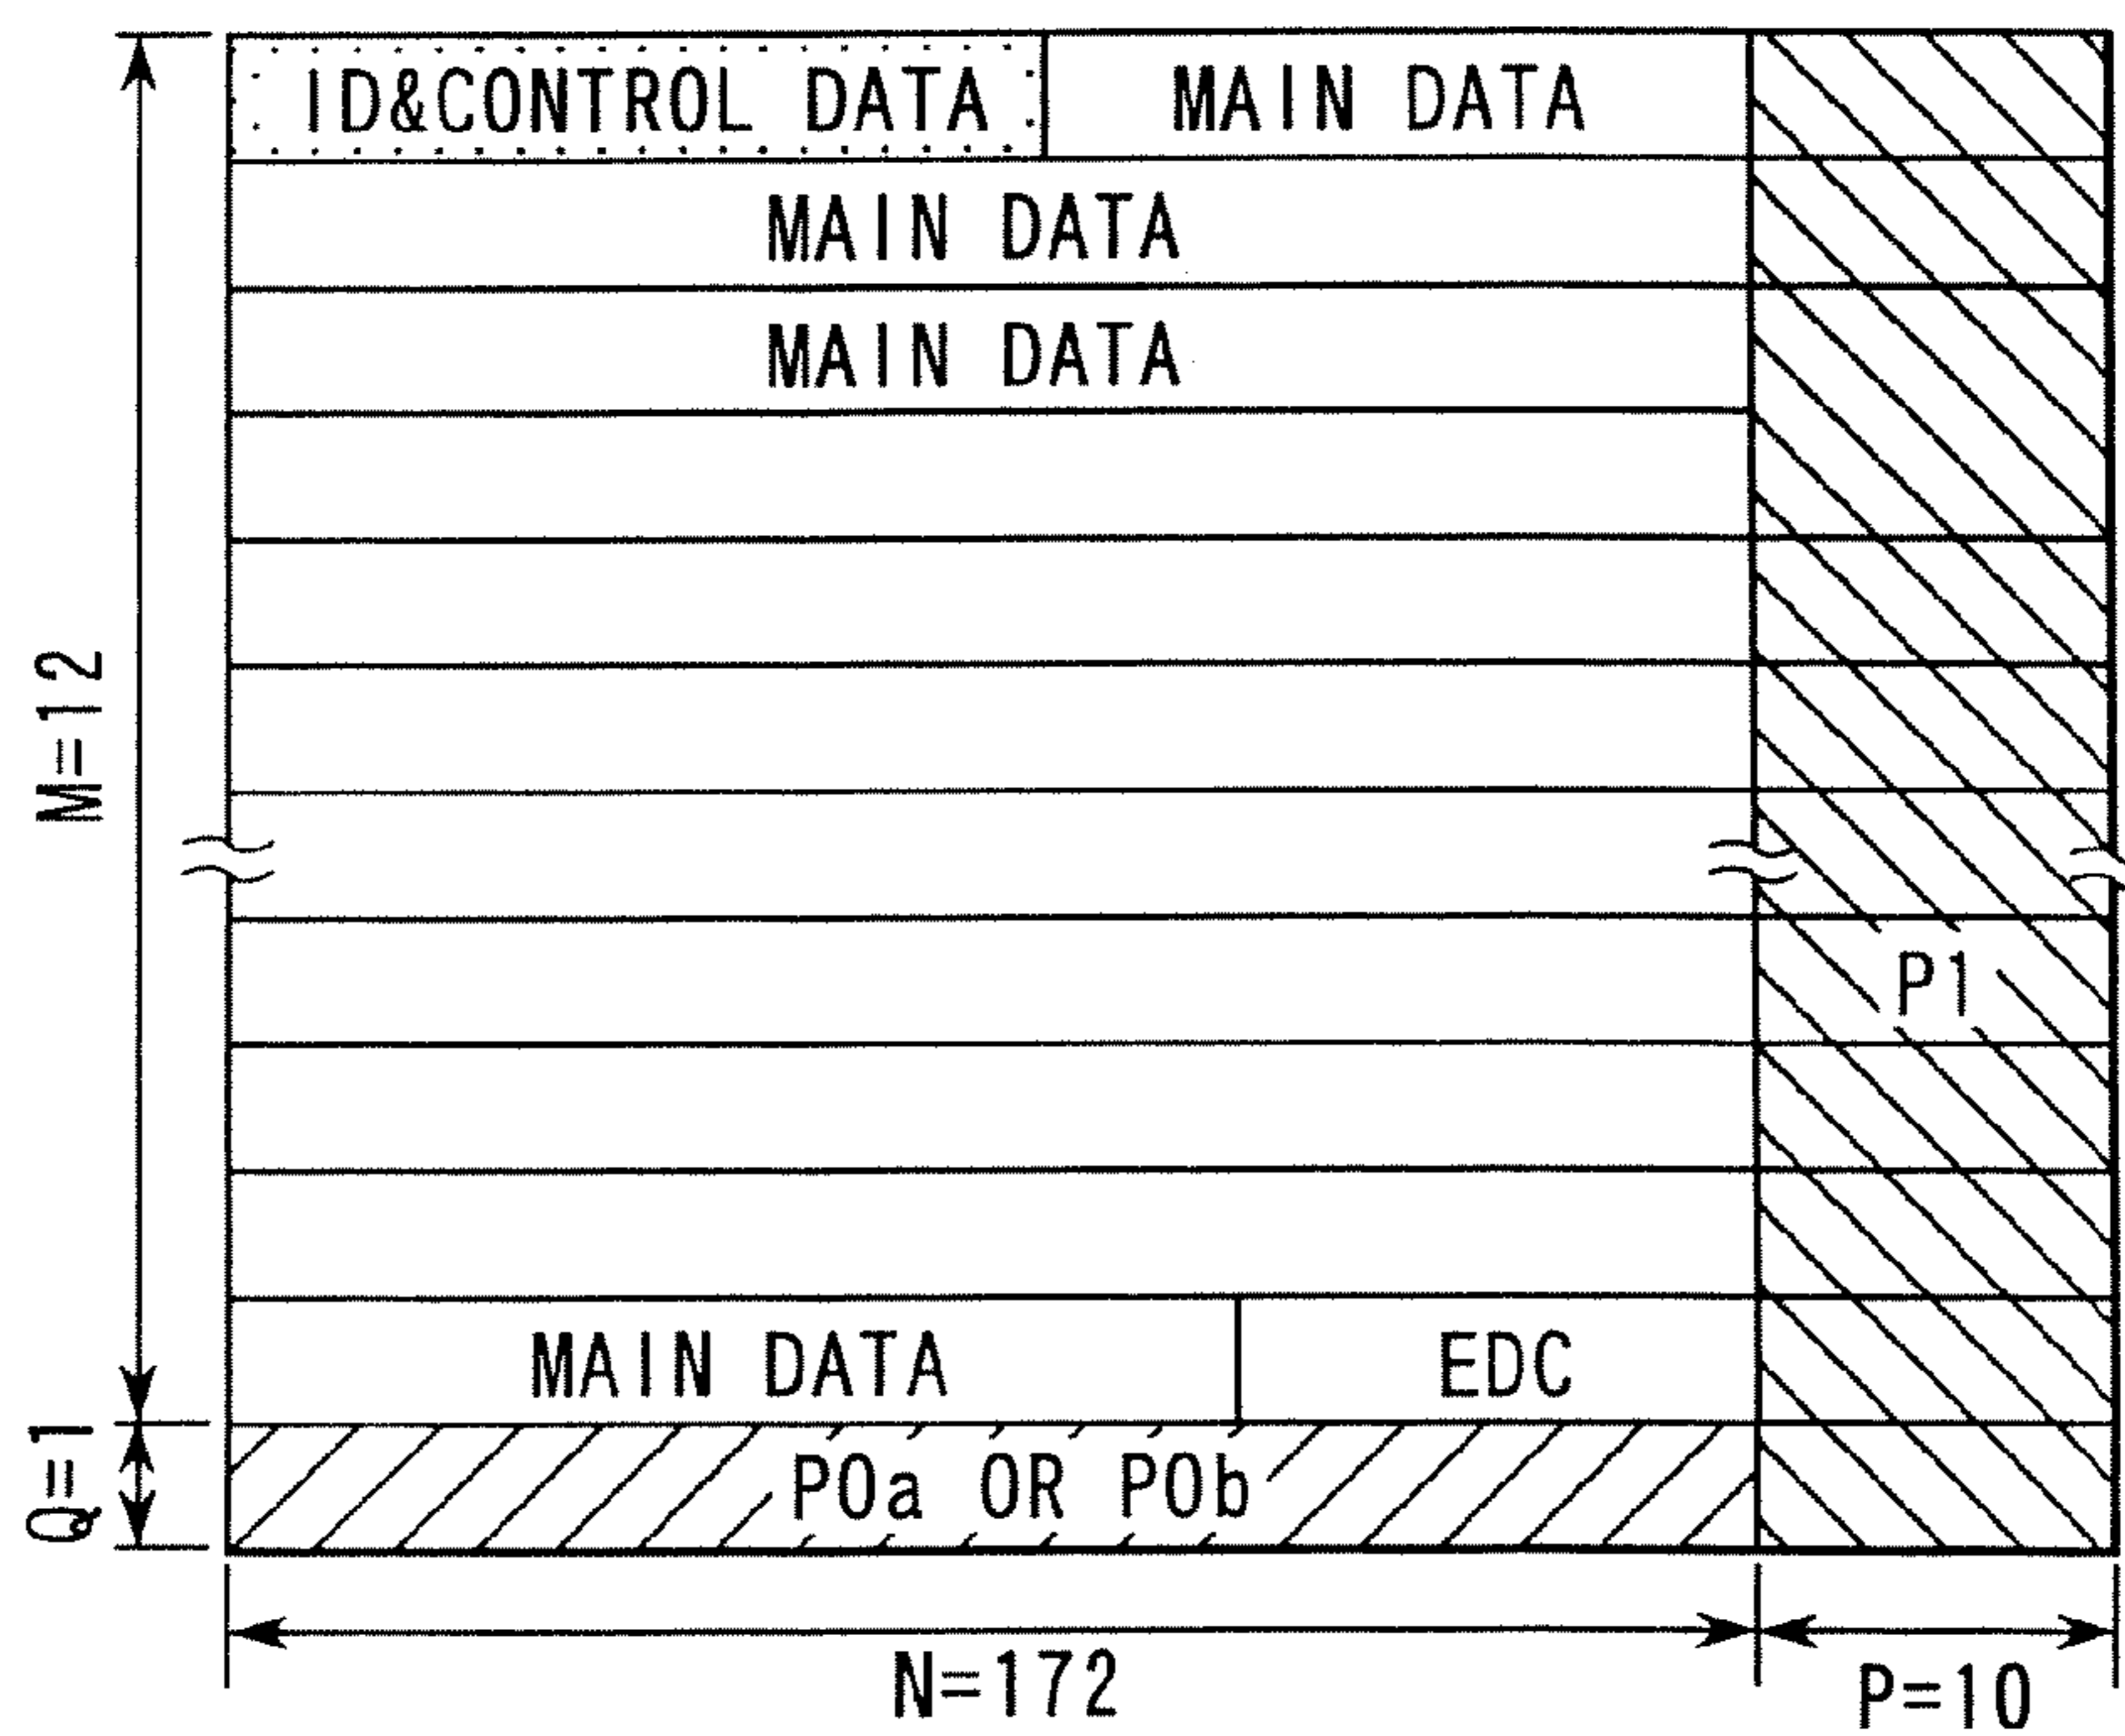 ID&CONTROL DATA MAIN DATA
MAIN DATA
MAIN DATA
M=12
P1
MAIN DATA EDC
Q=1
POa OR POb
N=172
P=10